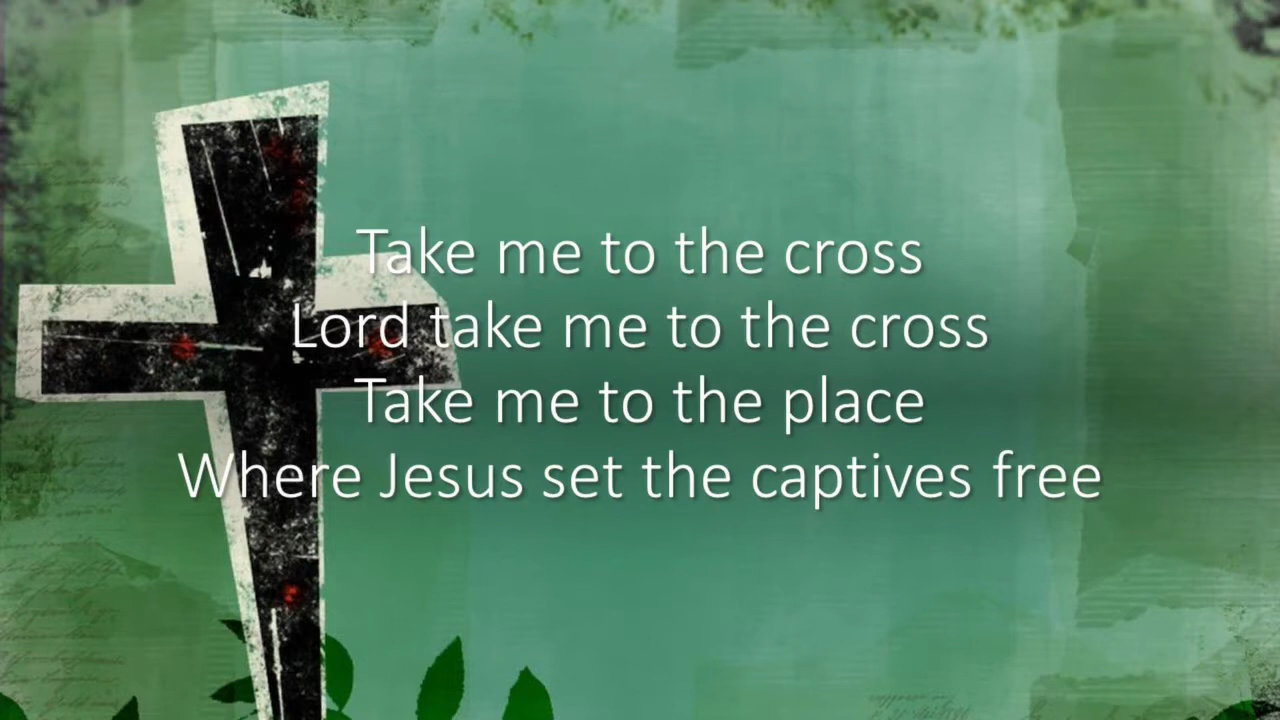 Take me to the cross
Lord take me to the cross
Take me to the place
Where Jesus set the captives free